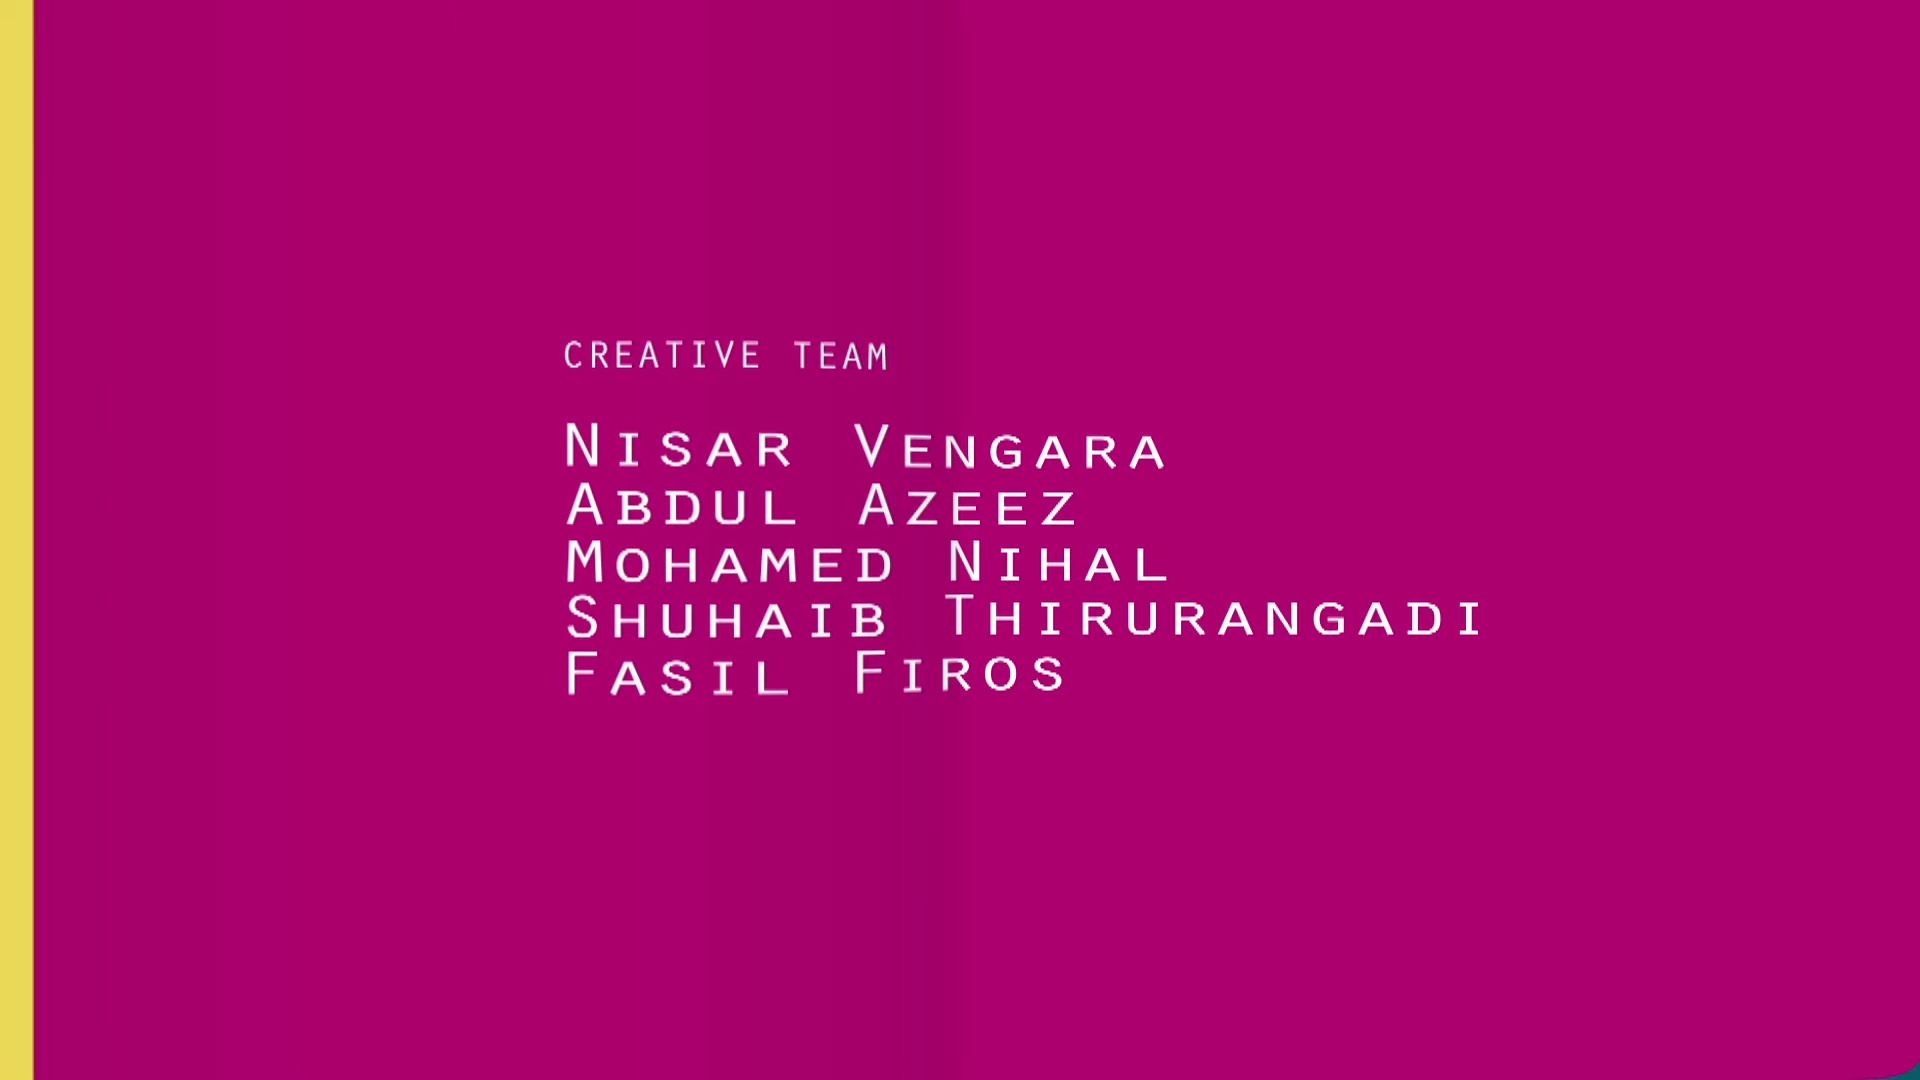 CREATIVE TEAM
NISAR VENGARA
ABDUL AZEEZ
MOHAMED NIHAL
SHUHAIB THIRURANGADI
FASIL FIROS